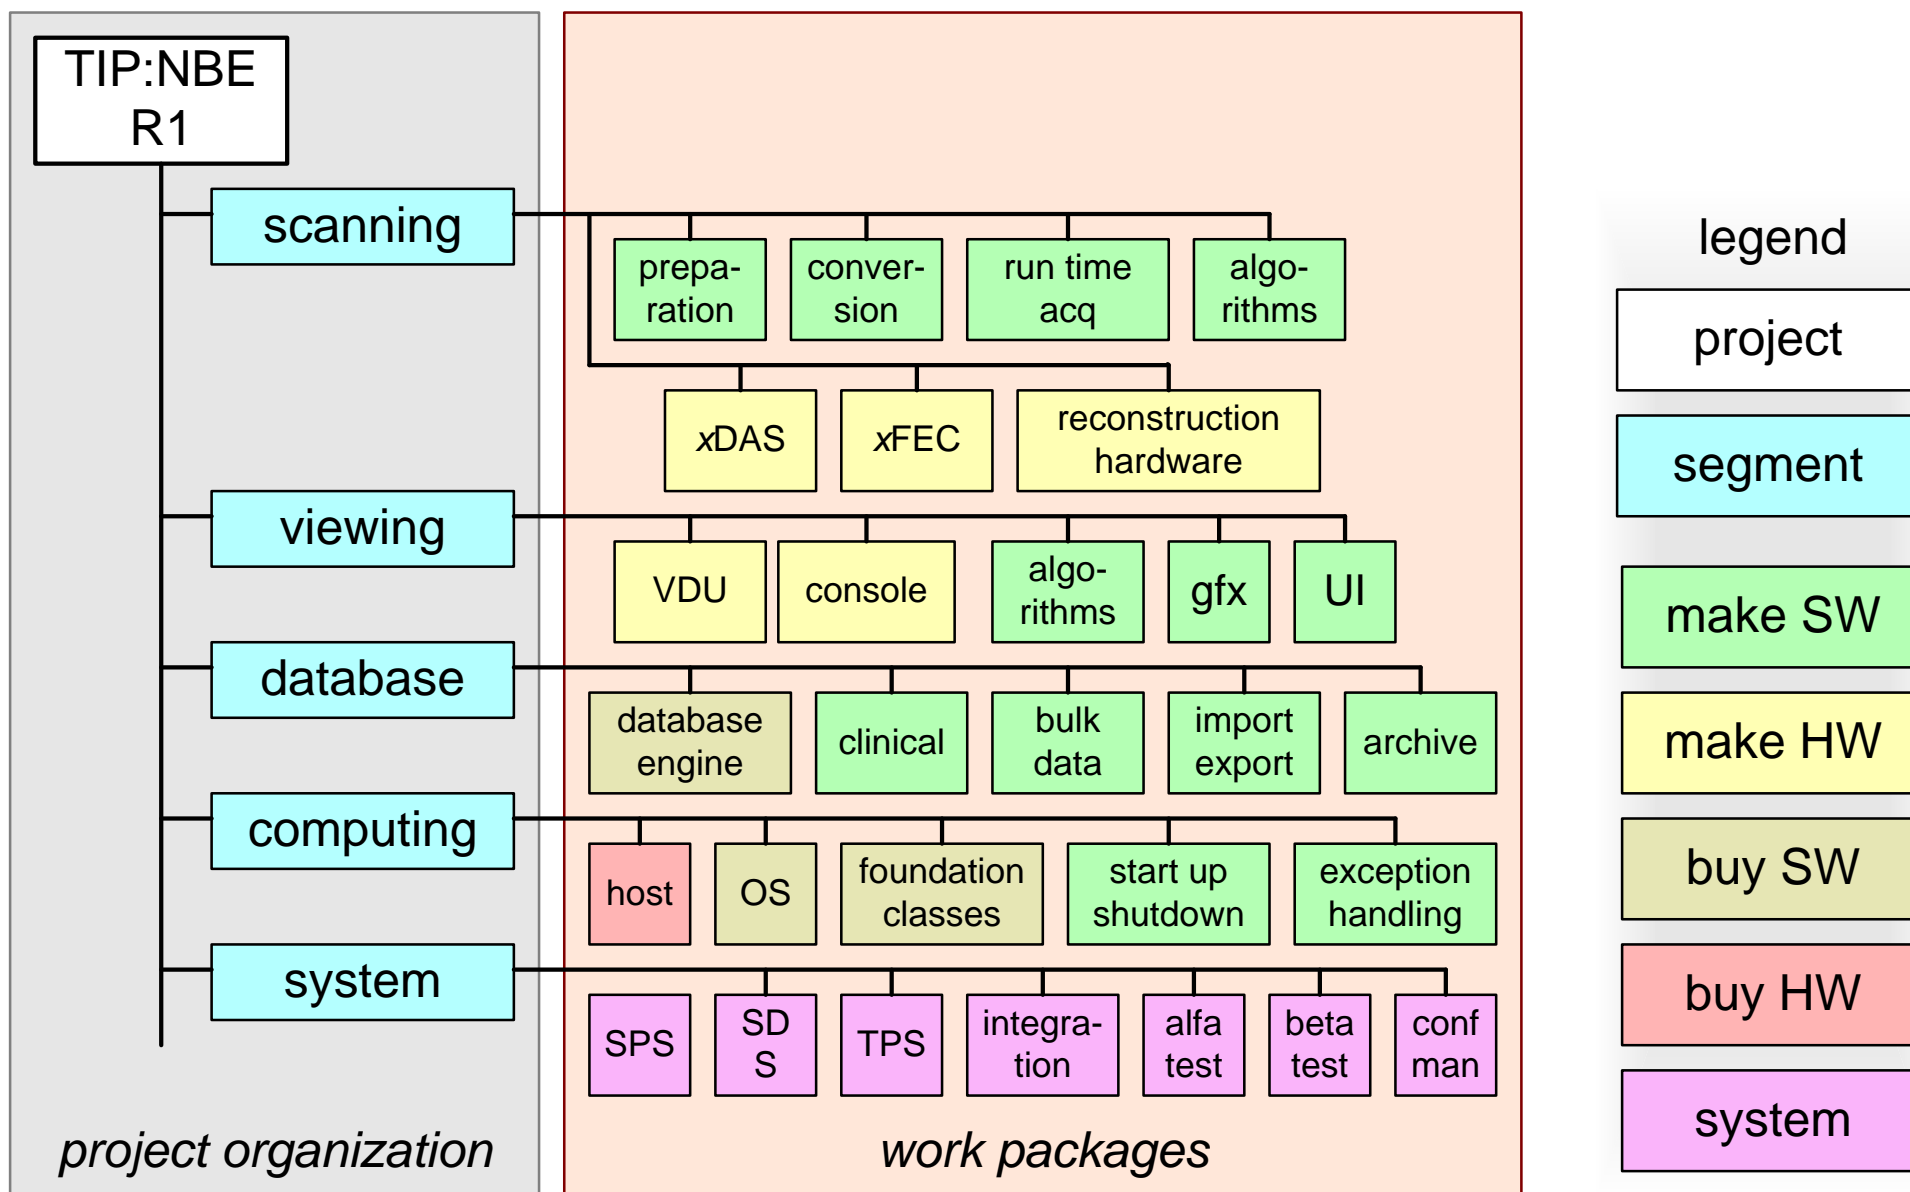 TIP:NBE
R1
scanning
prepa-
ration
conver-
sion
run time
acq
algo-
rithms
xDAS
xFEC
reconstruction
hardware
viewing
VDU
console
algo-
rithms
gfx
UI
database
database
engine
clinical
bulk
data
import
export
archive
computing
host
OS
foundation
classes
start up
shutdown
exception
handling
system
SPS
SD
S
TPS
integra-
tion
alfa
test
beta
test
conf
man
project organization
work packages
legend
project
segment
make SW
make HW
buy SW
buy HW
system